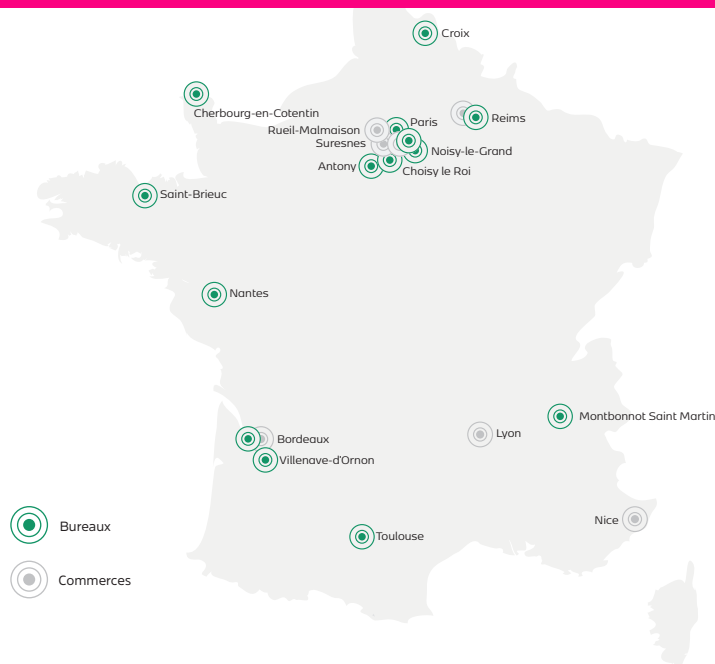 Croix
Cherbourg-en-Cotentin
Paris
Reims
Rueil-Malmaison
Suresnes
Noisy-le-Grand
Antony
Choisy le Roi
Saint-Brieuc
Nantes
Montbonnot Saint Martin
Lyon
Bordeaux
Villenave-d'Ornon
Nice
Toulouse
Bureaux
Commerces